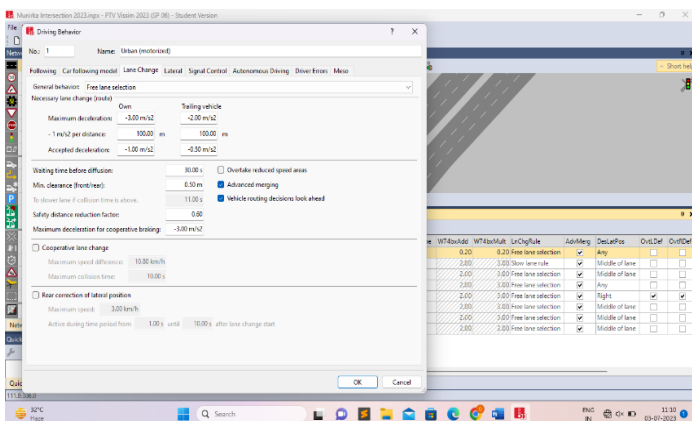 Munirka Intersection 2023.inpx - PTV Vissim 2023 (SP 06) - Student Version
File
Driving Behavior
? X
No.: 1 Name: Urban (motorized)
Following Car following model Lane Change Lateral Signal Control Autonomous Driving Driver Errors Meso
General behavior: Free lane selection
Necessary lane change (route)
Own Trailing vehicle
Maximum deceleration: -3.00 m/s2 -2.00 m/s2
- 1 m/s2 per distance: 100.00 m 100.00 m
Accepted deceleration: -1.00 m/s2 -0.50 m/s2
Waiting time before diffusion: 30.00 s Overtake reduced speed areas
Min. clearance (front/rear): 0.50 m Advanced merging
To slower lane if collision time is above: 11.00 s Vehicle routing decisions look ahead
Safety distance reduction factor: 0.60
Maximum deceleration for cooperative braking: -3.00 m/s2
Cooperative lane change
Maximum speed difference: 10.80 km/h
Maximum collision time: 10.00 s
Rear correction of lateral position
Maximum speed: 3.00 km/h
Active during time period from 1.00 s until 10.00 s after lane change start
OK Cancel
Netw
Short hel
W74bxAdd W74bxMult LnChgRule AdvMerg DesLatPos OvtLDef OvtRDef
0.20 0.20 Free lane selection Any
2.00 3.00 Slow lane rule Middle of lane
2.00 3.00 Free lane selection Middle of lane
2.00 3.00 Free lane selection Any
2.00 3.00 Free lane selection Right
2.00 3.00 Free lane selection Middle of lane
2.00 3.00 Free lane selection Middle of lane
2.00 3.00 Free lane selection Middle of lane
Netw
Quick
Quic
32°C
Haze
Search
ENG
IN
11:10
03-07-2023